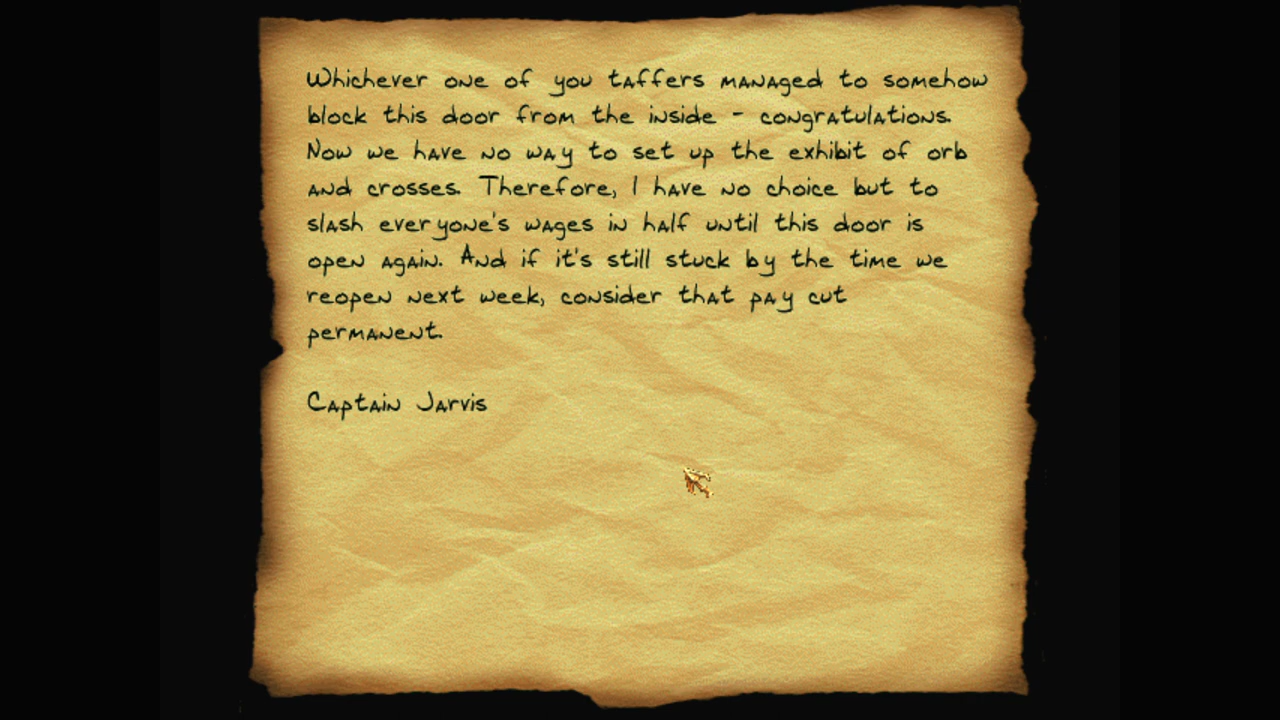 Whichever one of you taffers managed to somehow
block this door from the inside - congratulations.
Now we have no way to set up the exhibit of orb
and crosses. Therefore, I have no choice but to
slash everyone's wages in half until this door is
open again. And if it's still stuck by the time we
reopen next week, consider that pay cut
permanent.
Captain Jarvis